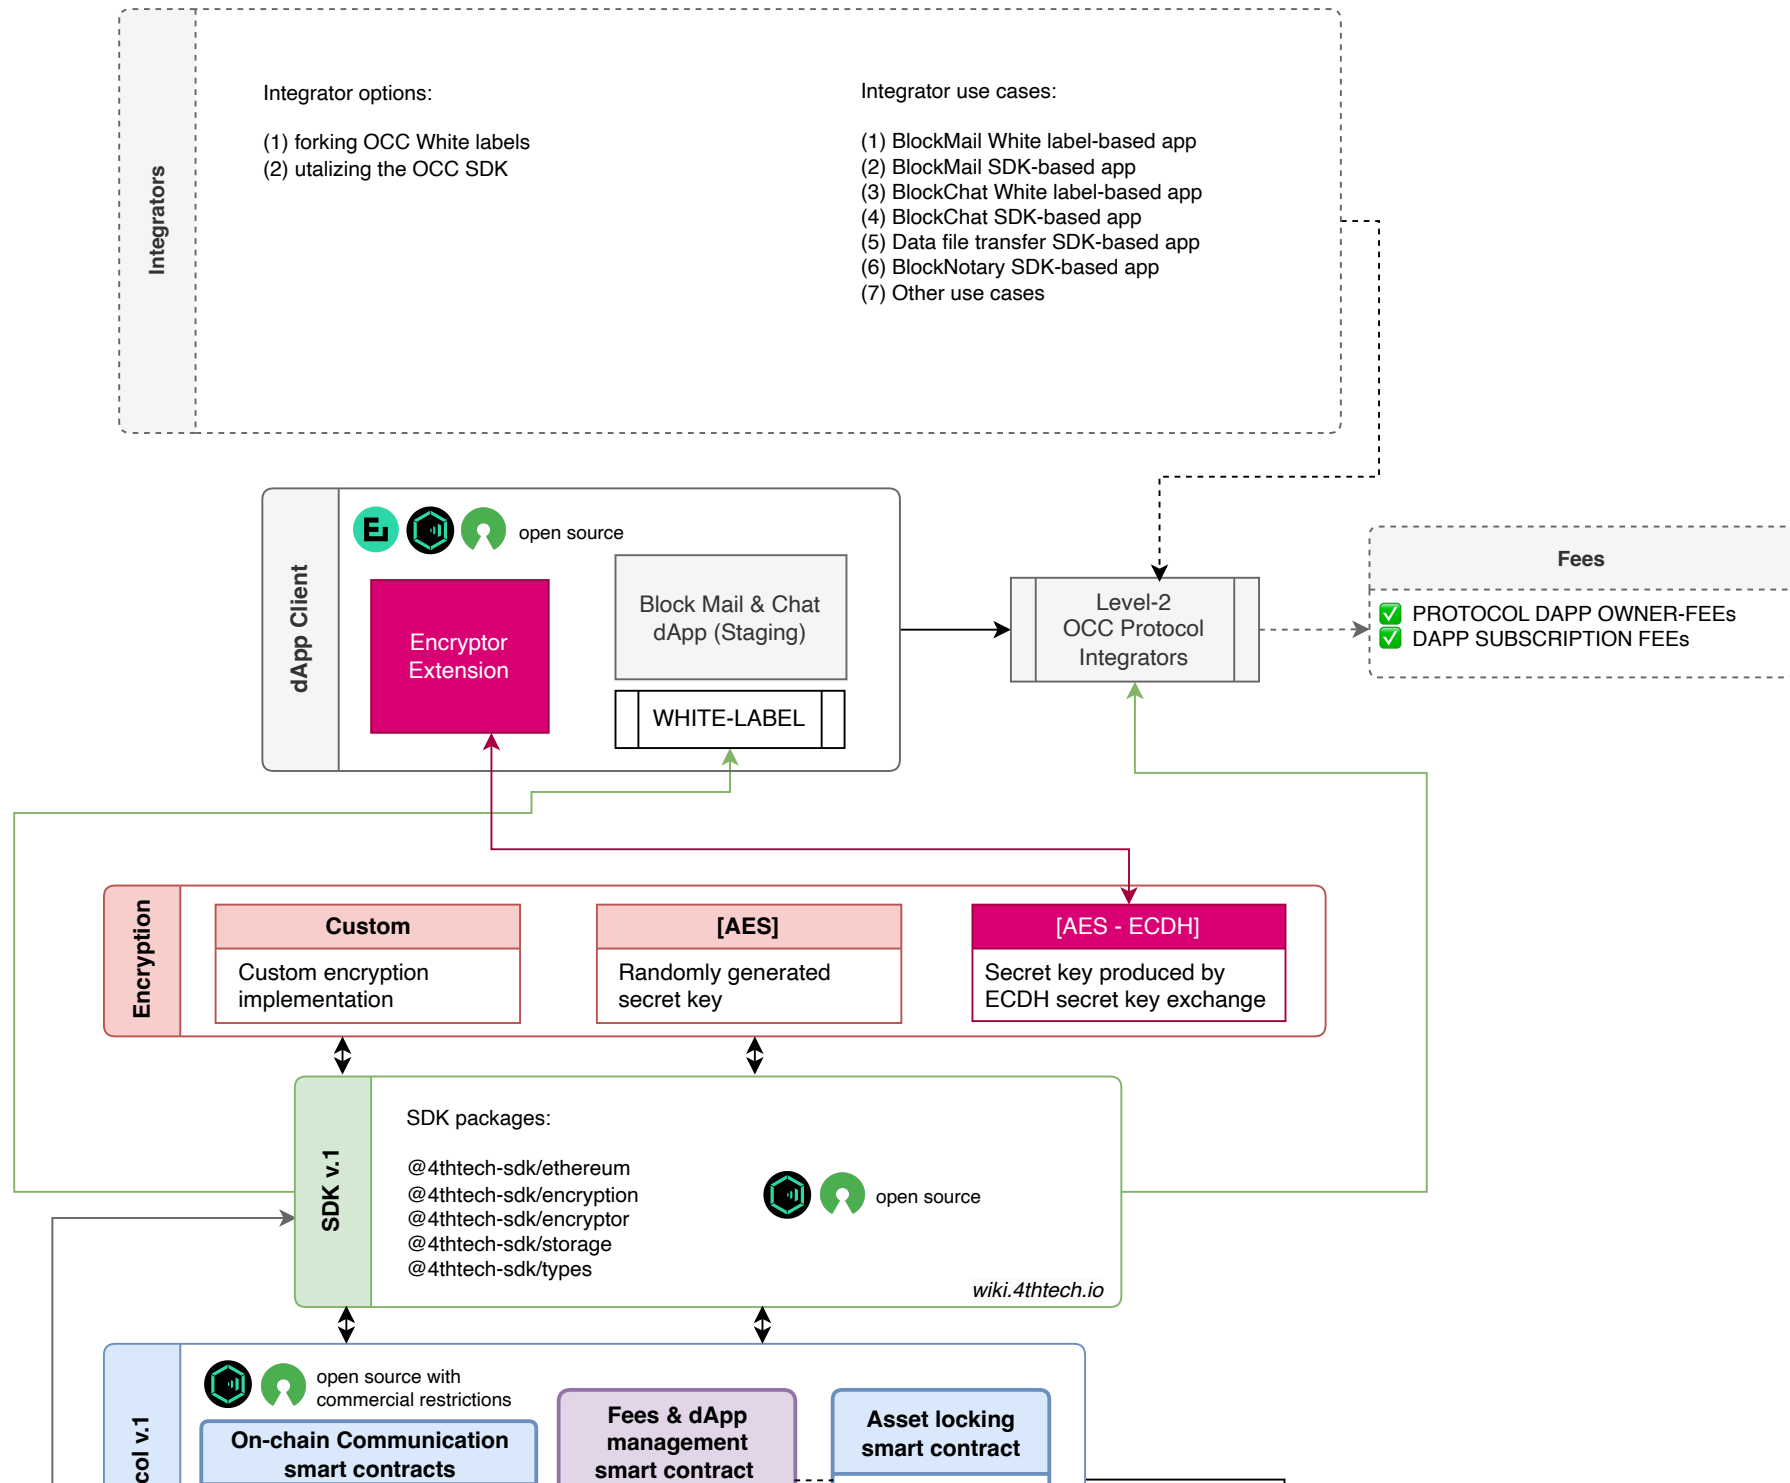 Integrators
Integrator options:
(1) forking OCC White labels
(2) utalizing the OCC SDK
Integrator use cases:
(1) BlockMail White label-based app
(2) BlockMail SDK-based app
(3) BlockChat White label-based app
(4) BlockChat SDK-based app
(5) Data file transfer SDK-based app
(6) BlockNotary SDK-based app
(7) Other use cases
dApp Client
open source
Encryptor
Extension
Block Mail & Chat
dApp (Staging)
WHITE-LABEL
Level-2
OCC Protocol
Integrators
Fees
✅ PROTOCOL DAPP OWNER-FEEs
✅ DAPP SUBSCRIPTION FEEs
Encryption
Custom
Custom encryption
implementation
[AES]
Randomly generated
secret key
[AES - ECDH]
Secret key produced by
ECDH secret key exchange
SDK v.1
SDK packages:
@4thtech-sdk/ethereum
@4thtech-sdk/encryption
@4thtech-sdk/encryptor
@4thtech-sdk/storage
@4thtech-sdk/types
open source
wiki.4thtech.io
col v.1
open source with
commercial restrictions
On-chain Communication
smart contracts
Fees & dApp
management
smart contract
Asset locking
smart contract